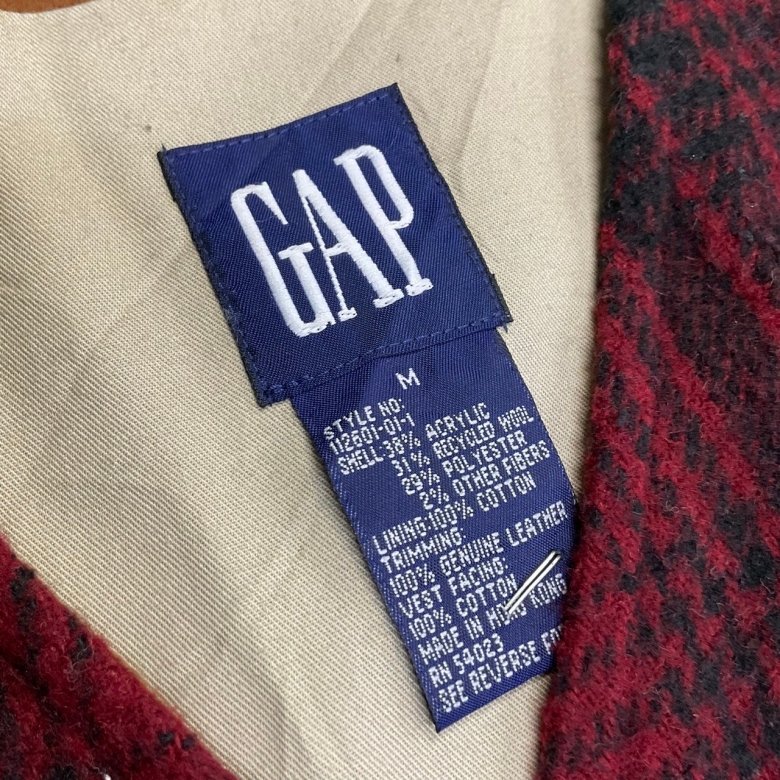 GAP
M
STYLE NO:
112601-01-1
SHELL-38% ACRYLIC
31% RECYCLED WOOL
29% POLYESTER
2% OTHER FIBERS
LINING:100% COTTON
TRIMMING:
100% GENUINE LEATHER
VEST FACING:
100% COTTON
MADE IN HONG KONG
RN 54023
SEE REVERSE